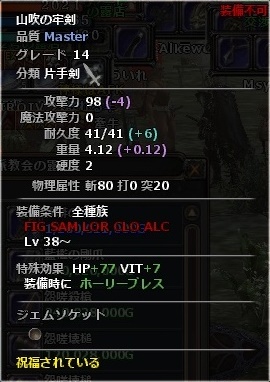 装備不可
山吹の牢剣
品質 Master
グレード 14
分類 片手剣
攻撃力 98 (-4)
魔法攻撃力 0
耐久度 41/41 (+6)
重量 4.12 (+0.12)
硬度 2
物理属性 斬80 打0 突20
装備条件 全種族
FIG SAM LOR GLO ALC
Lv 38～
特殊効果 HP+77 VIT+7
装備時に ホーリーブレス
ジェムソケット
祝福されている